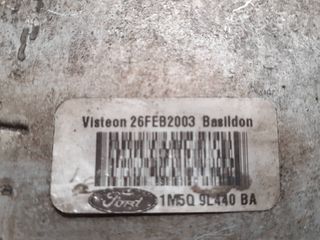 Visteon 26FEB2003 Basildon
Ford 1M5Q 9L440 BA